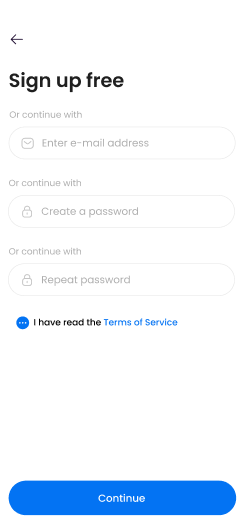 Sign up free
Or continue with
Enter e-mail address
Or continue with
Create a password
Or continue with
Repeat password
I have read the Terms of Service
Continue